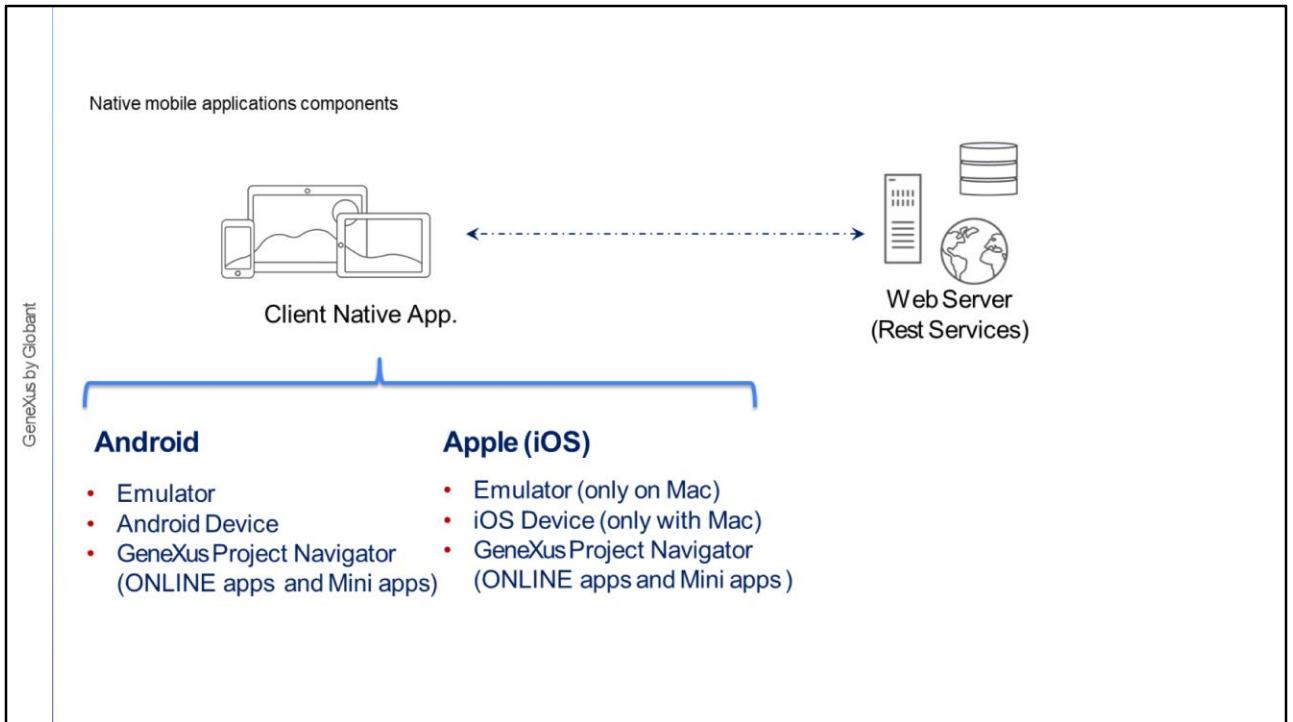 Native mobile applications components
Client Native App.
Web Server
(Rest Services)
GeneXus by Globant
Android
• Emulator
• Android Device
• GeneXus Project Navigator
(ONLINE apps and Mini apps)
Apple (iOS)
• Emulator (only on Mac)
• iOS Device (only with Mac)
• GeneXus Project Navigator
(ONLINE apps and Mini apps )